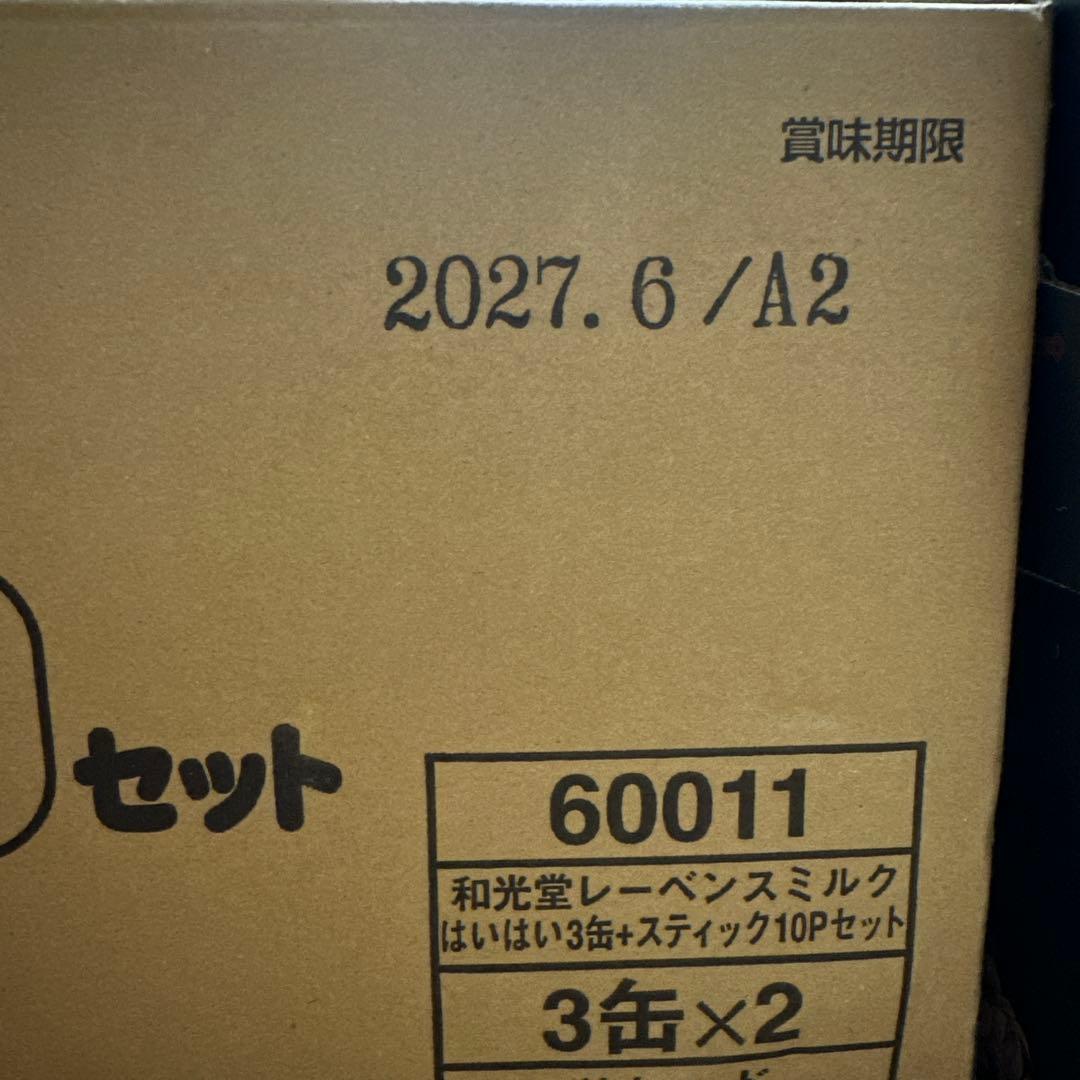 賞味期限
2027. 6 /A2
セット
60011
和光堂レーベンスミルク
はいはい3缶+スティック10Pセット
3缶×2